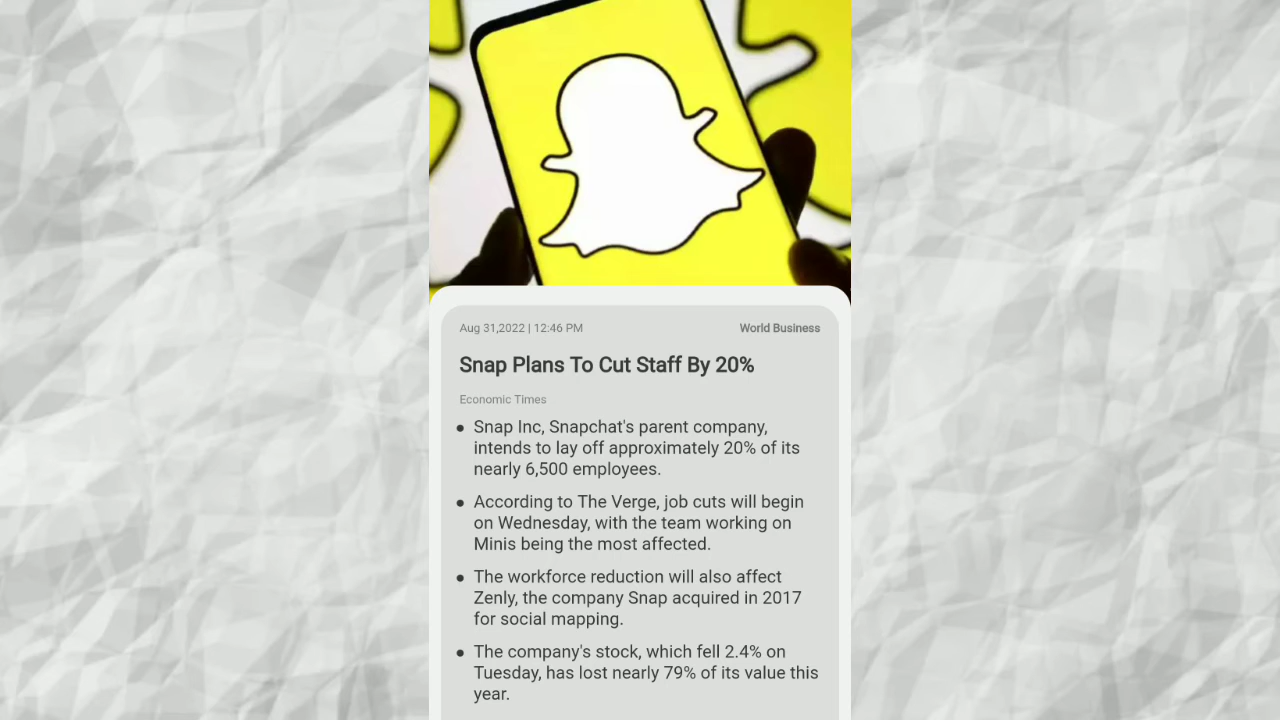 Aug 31,2022 | 12:46 PM World Business
Snap Plans To Cut Staff By 20%
Economic Times
● Snap Inc, Snapchat's parent company,
intends to lay off approximately 20% of its
nearly 6,500 employees.
● According to The Verge, job cuts will begin
on Wednesday, with the team working on
Minis being the most affected.
● The workforce reduction will also affect
Zenly, the company Snap acquired in 2017
for social mapping.
● The company's stock, which fell 2.4% on
Tuesday, has lost nearly 79% of its value this
year.